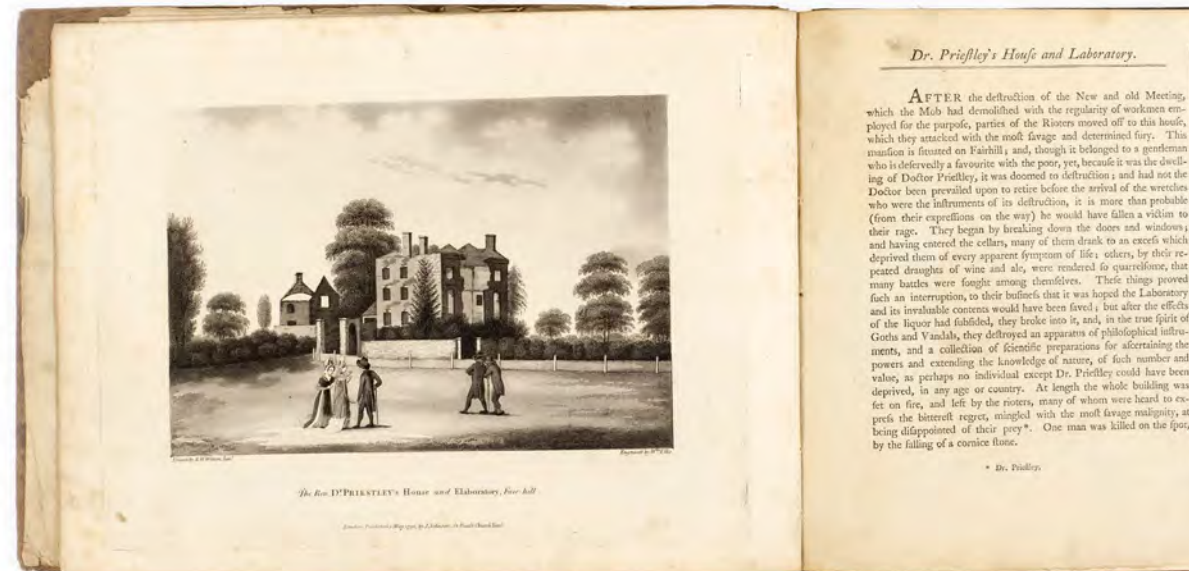 Engraved by Wm. Ellis
The Rev. Dr. PRIESTLEY's House and Elaboratory, Fair-hill
London Published May 1792, by J. Johnson, St. Pauls Church Yard
Dr. Prieſtley's Houſe and Laboratory.
AFTER the deſtruction of the New and old Meeting,
which the Mob had demoliſhed with the regularity of workmen em-
ployed for the purpoſe, parties of the Rioters moved off to this houſe,
which they attacked with the moſt ſavage and determined fury. This
manſion is ſituated on Fairhill; and, though it belonged to a gentleman
who is deſervedly a favourite with the poor, yet, becauſe it was the dwell-
ing of Doctor Prieſtley, it was doomed to deſtruction; and had not the
Doctor been prevailed upon to retire before the arrival of the wretches
who were the inſtruments of its deſtruction, it is more than probable
(from their expreſſions on the way) he would have fallen a victim to
their rage. They began by breaking down the doors and windows;
and having entered the cellars, many of them drank to an exceſs which
deprived them of every apparent ſymptom of life; others, by their re-
peated draughts of wine and ale, were rendered ſo quarrelſome, that
many battles were fought among themſelves. Theſe things proved
ſuch an interruption, to their buſineſs that it was hoped the Laboratory
and its invaluable contents would have been ſaved; but after the effects
of the liquor had ſubſided, they broke into it, and, in the true ſpirit of
Goths and Vandals, they deſtroyed an apparatus of philoſophical inſtru-
ments, and a collection of ſcientific preparations for aſcertaining the
powers and extending the knowledge of nature, of ſuch number and
value, as perhaps no individual except Dr. Prieſtley could have been
deprived, in any age or country. At length the whole building was
ſet on fire, and left by the rioters, many of whom were heard to ex-
preſs the bittereſt regret, mingled with the moſt ſavage malignity, at
being diſappointed of their prey*. One man was killed on the ſpot,
by the falling of a cornice ſtone.
* Dr. Prieſtley.